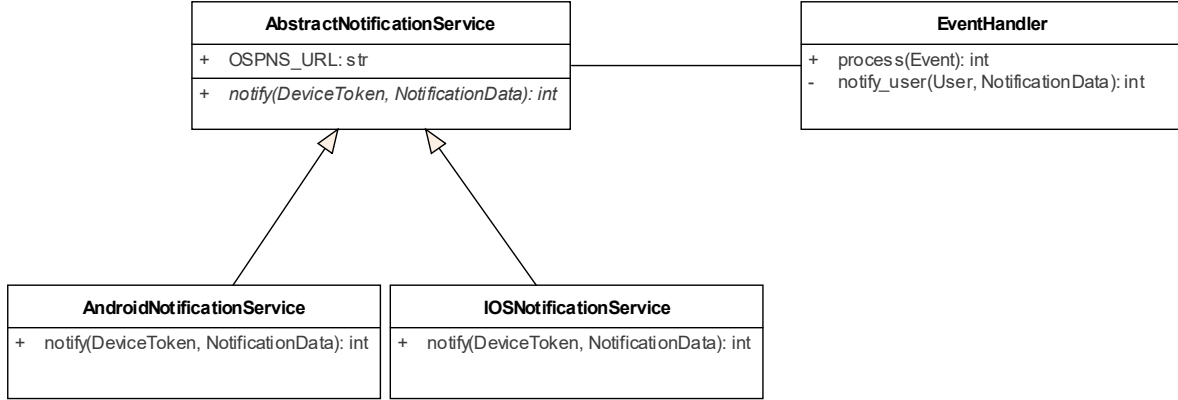 AbstractNotificationService
+ OSPNS_URL: str
+ notify(DeviceToken, NotificationData): int
EventHandler
+ process(Event): int
- notify_user(User, NotificationData): int
AndroidNotificationService
+ notify(DeviceToken, NotificationData): int
IOSNotificationService
+ notify(DeviceToken, NotificationData): int